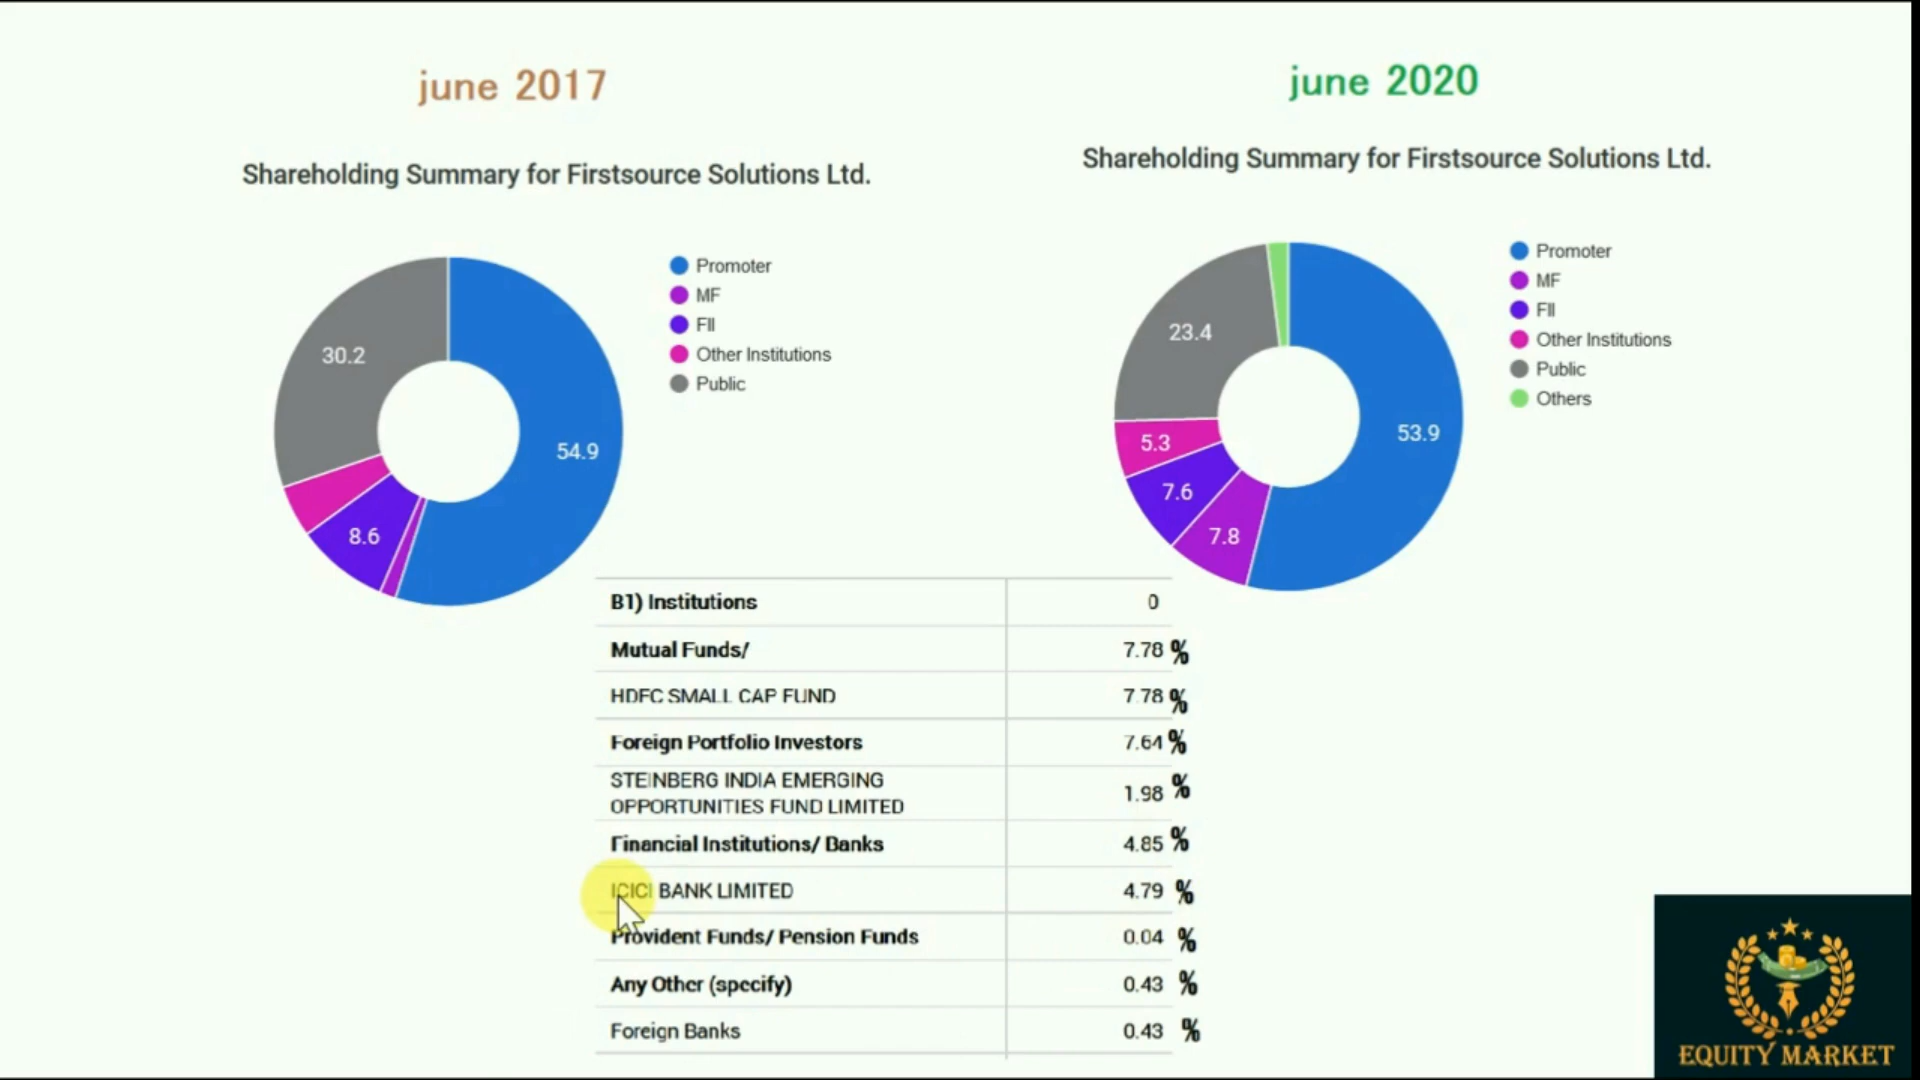 june 2017
Shareholding Summary for Firstsource Solutions Ltd.
Promoter
MF
FII
Other Institutions
Public
30.2
54.9
8.6
june 2020
Shareholding Summary for Firstsource Solutions Ltd.
Promoter
MF
FII
Other Institutions
Public
Others
23.4
5.3
53.9
7.6
7.8
B1) Institutions 0
Mutual Funds/ 7.78 %
HDFC SMALL CAP FUND 7.78 %
Foreign Portfolio Investors 7.64 %
STEINBERG INDIA EMERGING
OPPORTUNITIES FUND LIMITED 1.98 %
Financial Institutions/ Banks 4.85 %
ICICI BANK LIMITED 4.79 %
Provident Funds/ Pension Funds 0.04 %
Any Other (specify) 0.43 %
Foreign Banks 0.43 %
EQUITY MARKET